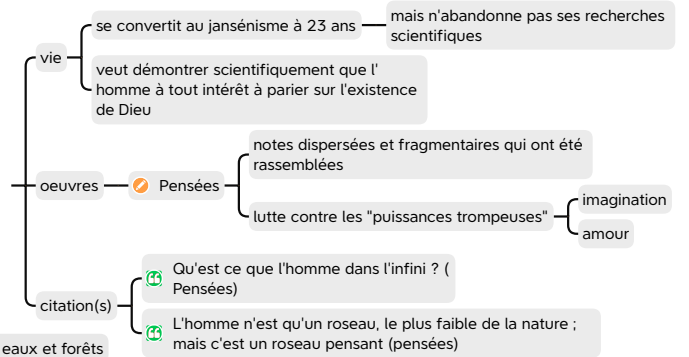 vie
se convertit au jansénisme à 23 ans
mais n'abandonne pas ses recherches
scientifiques
veut démontrer scientifiquement que l'
homme à tout intérêt à parier sur l'existence
de Dieu
oeuvres
Pensées
notes dispersées et fragmentaires qui ont été
rassemblées
lutte contre les "puissances trompeuses"
imagination
amour
citation(s)
Qu'est ce que l'homme dans l'infini ? (
Pensées)
L'homme n'est qu'un roseau, le plus faible de la nature ;
mais c'est un roseau pensant (pensées)
eaux et forêts